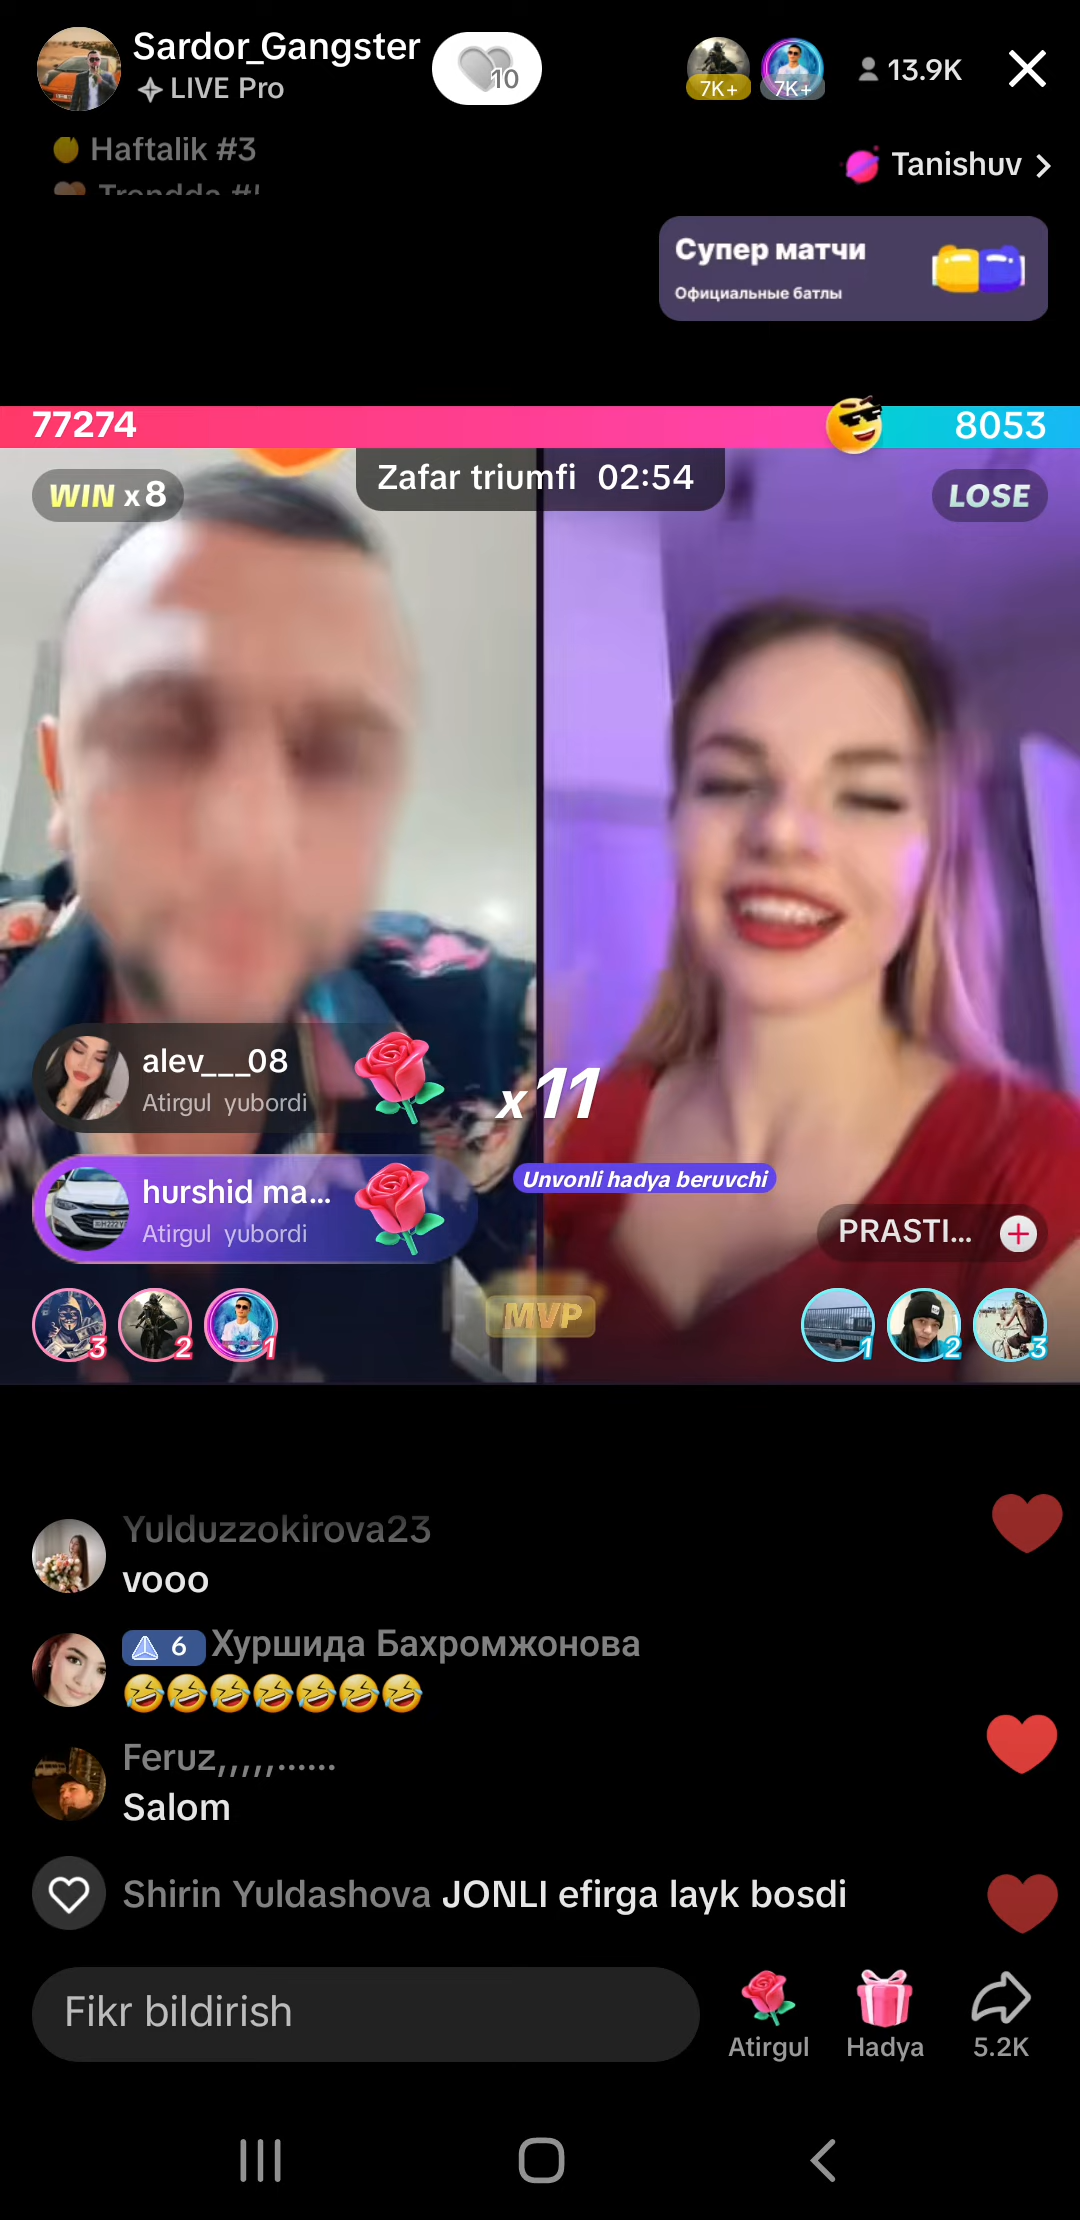 Sardor_Gangster
LIVE Pro
10
7K+
7K+
13.9K
Haftalik #3
Tanishuv
Супер матчи
Официальные батлы
77274
8053
WIN x8
Zafar triumfi 02:54
LOSE
alev___08
Atirgul yubordi
x11
hurshid ma...
Atirgul yubordi
Unvonli hadya beruvchi
PRASTI...
3
2
1
MVP
1
2
3
Yulduzzokirova23
vooo
6 Хуршида Бахромжонова
Feruz,,,,,......
Salom
Shirin Yuldashova JONLI efirga layk bosdi
Fikr bildirish
Atirgul
Hadya
5.2K